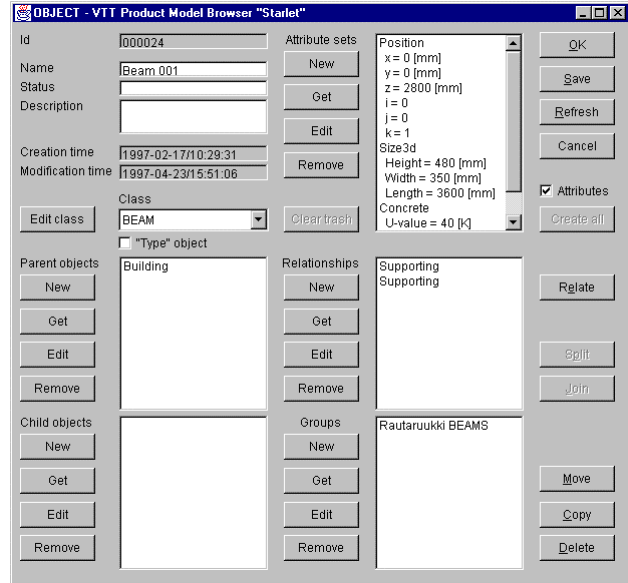 OBJECT - VTT Product Model Browser "Starlet"
Id
000024
Name
Beam 001
Status
Description
Creation time
1997-02-17/10:29:31
Modification time
1997-04-23/15:51:06
Attribute sets
New
Get
Edit
Remove
Position
x = 0 [mm]
y = 0 [mm]
z = 2800 [mm]
i = 0
j = 0
k = 1
Size3d
Height = 480 [mm]
Width = 350 [mm]
Length = 3600 [mm]
Concrete
U-value = 40 [K]
OK
Save
Refresh
Cancel
Attributes
Class
Edit class
BEAM
"Type" object
Clear trash
Create all
Parent objects
New
Get
Edit
Remove
Building
Relationships
New
Get
Edit
Remove
Supporting
Supporting
Relate
Split
Join
Child objects
New
Get
Edit
Remove
Groups
New
Get
Edit
Remove
Rautaruukki BEAMS
Move
Copy
Delete